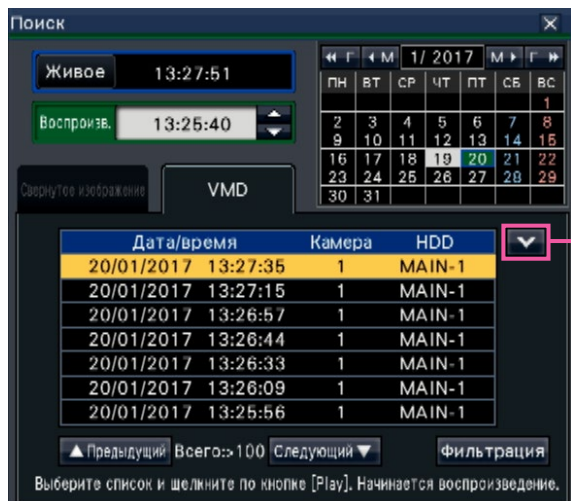 Поиск
Живое 13:27:51
Воспроизв. 13:25:40
Г М 1/ 2017 М Г
ПН ВТ СР ЧТ ПТ СБ ВС
1
2 3 4 5 6 7 8
9 10 11 12 13 14 15
16 17 18 19 20 21 22
23 24 25 26 27 28 29
30 31
Свернутое изображение VMD
Дата/время Камера HDD
20/01/2017 13:27:35 1 MAIN-1
20/01/2017 13:27:15 1 MAIN-1
20/01/2017 13:26:57 1 MAIN-1
20/01/2017 13:26:44 1 MAIN-1
20/01/2017 13:26:33 1 MAIN-1
20/01/2017 13:26:09 1 MAIN-1
20/01/2017 13:25:56 1 MAIN-1
▲ Предыдущий Всего:>100 Следующий ▼ Фильтрация
Выберите список и щелкните по кнопке [Play]. Начинается воспроизведение.